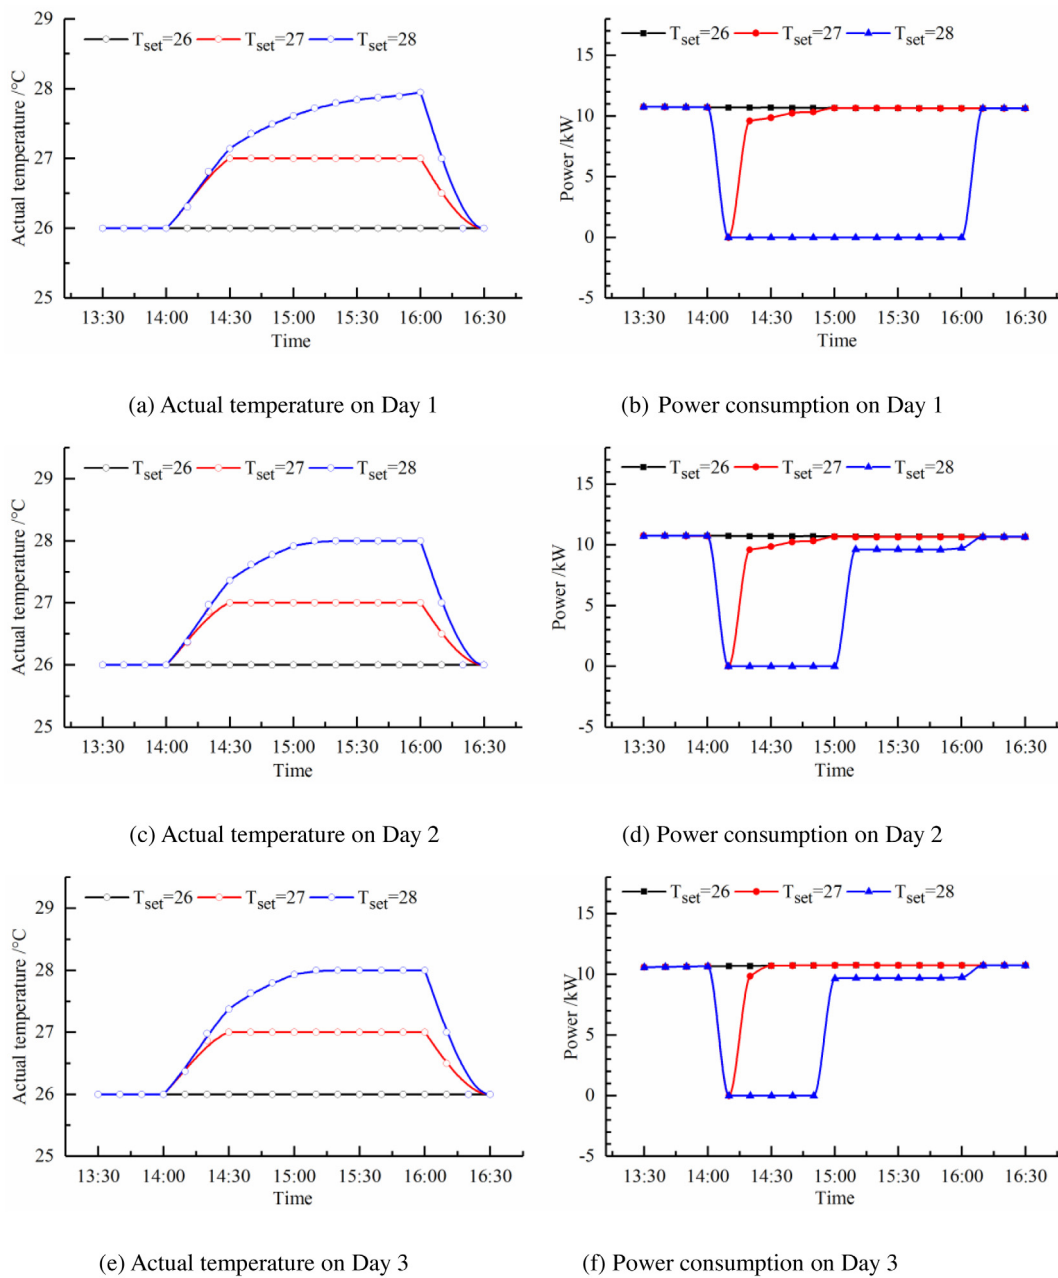 29
28
27
26
25
Actual temperature /°C
T_set=26 T_set=27 T_set=28
13:30 14:00 14:30 15:00 15:30 16:00 16:30
Time
(a) Actual temperature on Day 1
15
10
5
0
-5
Power /kW
T_set=26 T_set=27 T_set=28
13:30 14:00 14:30 15:00 15:30 16:00 16:30
Time
(b) Power consumption on Day 1
29
28
27
26
25
Actual temperature /°C
T_set=26 T_set=27 T_set=28
13:30 14:00 14:30 15:00 15:30 16:00 16:30
Time
(c) Actual temperature on Day 2
15
10
5
0
-5
Power /kW
T_set=26 T_set=27 T_set=28
13:30 14:00 14:30 15:00 15:30 16:00 16:30
Time
(d) Power consumption on Day 2
29
28
27
26
25
Actual temperature /°C
T_set=26 T_set=27 T_set=28
13:30 14:00 14:30 15:00 15:30 16:00 16:30
Time
(e) Actual temperature on Day 3
15
10
5
0
-5
Power /kW
T_set=26 T_set=27 T_set=28
13:30 14:00 14:30 15:00 15:30 16:00 16:30
Time
(f) Power consumption on Day 3